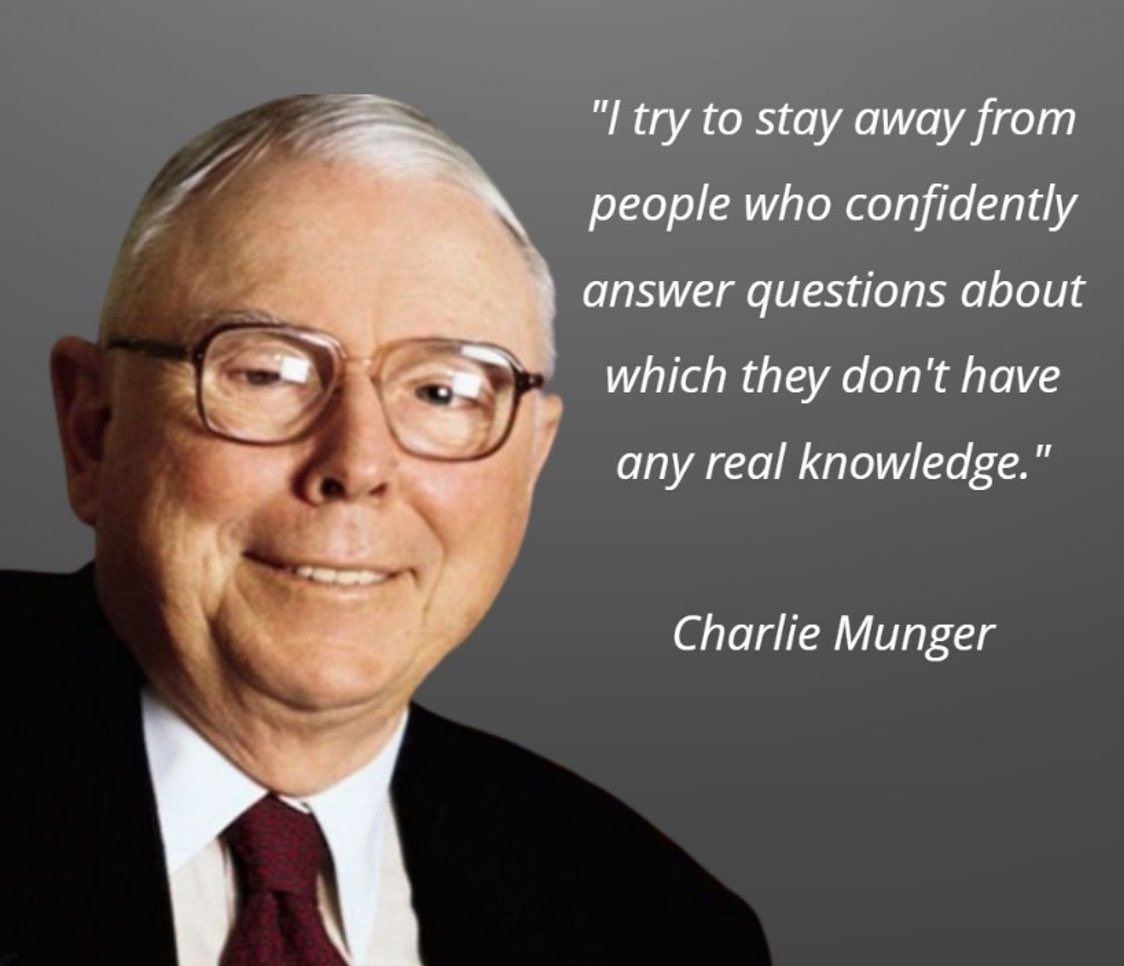 "I try to stay away from
people who confidently
answer questions about
which they don't have
any real knowledge."
Charlie Munger